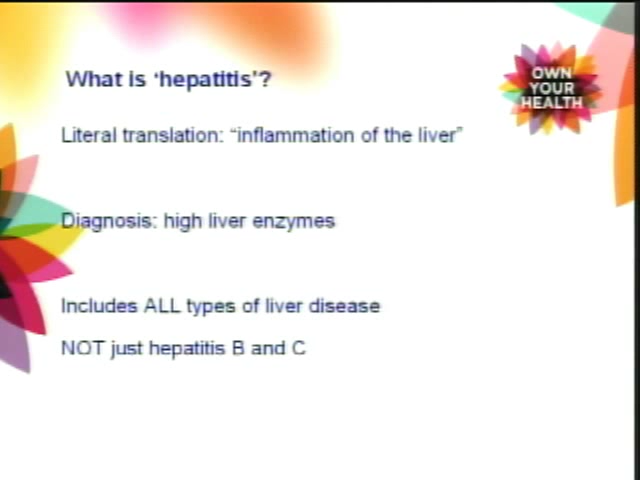 What is ‘hepatitis’?
OWN
YOUR
HEALTH
Literal translation: “inflammation of the liver”
Diagnosis: high liver enzymes
Includes ALL types of liver disease
NOT just hepatitis B and C